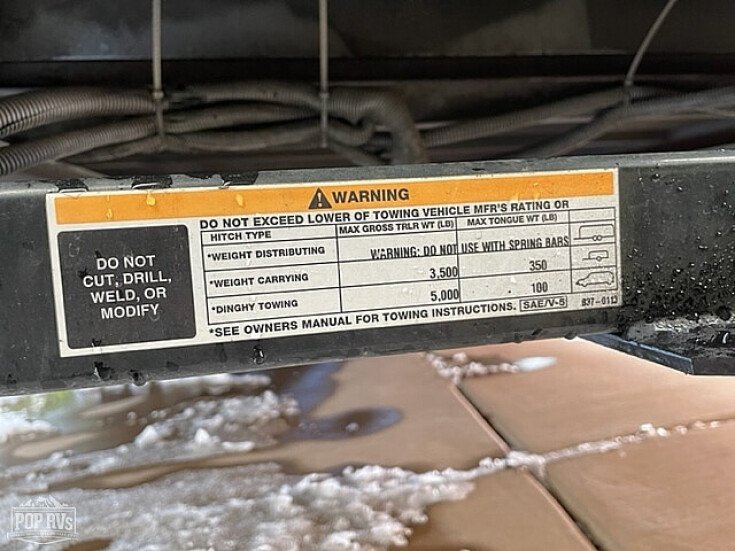 WARNING
DO NOT EXCEED LOWER OF TOWING VEHICLE MFR'S RATING OR
DO NOT
CUT, DRILL,
WELD, OR
MODIFY
HITCH TYPE MAX GROSS TRLR WT (LB) MAX TONGUE WT (LB)
*WEIGHT DISTRIBUTING WARNING: DO NOT USE WITH SPRING BARS
*WEIGHT CARRYING 3,500 350
*DINGHY TOWING 5,000 100
*SEE OWNERS MANUAL FOR TOWING INSTRUCTIONS. SAE/V-5
POP RVs